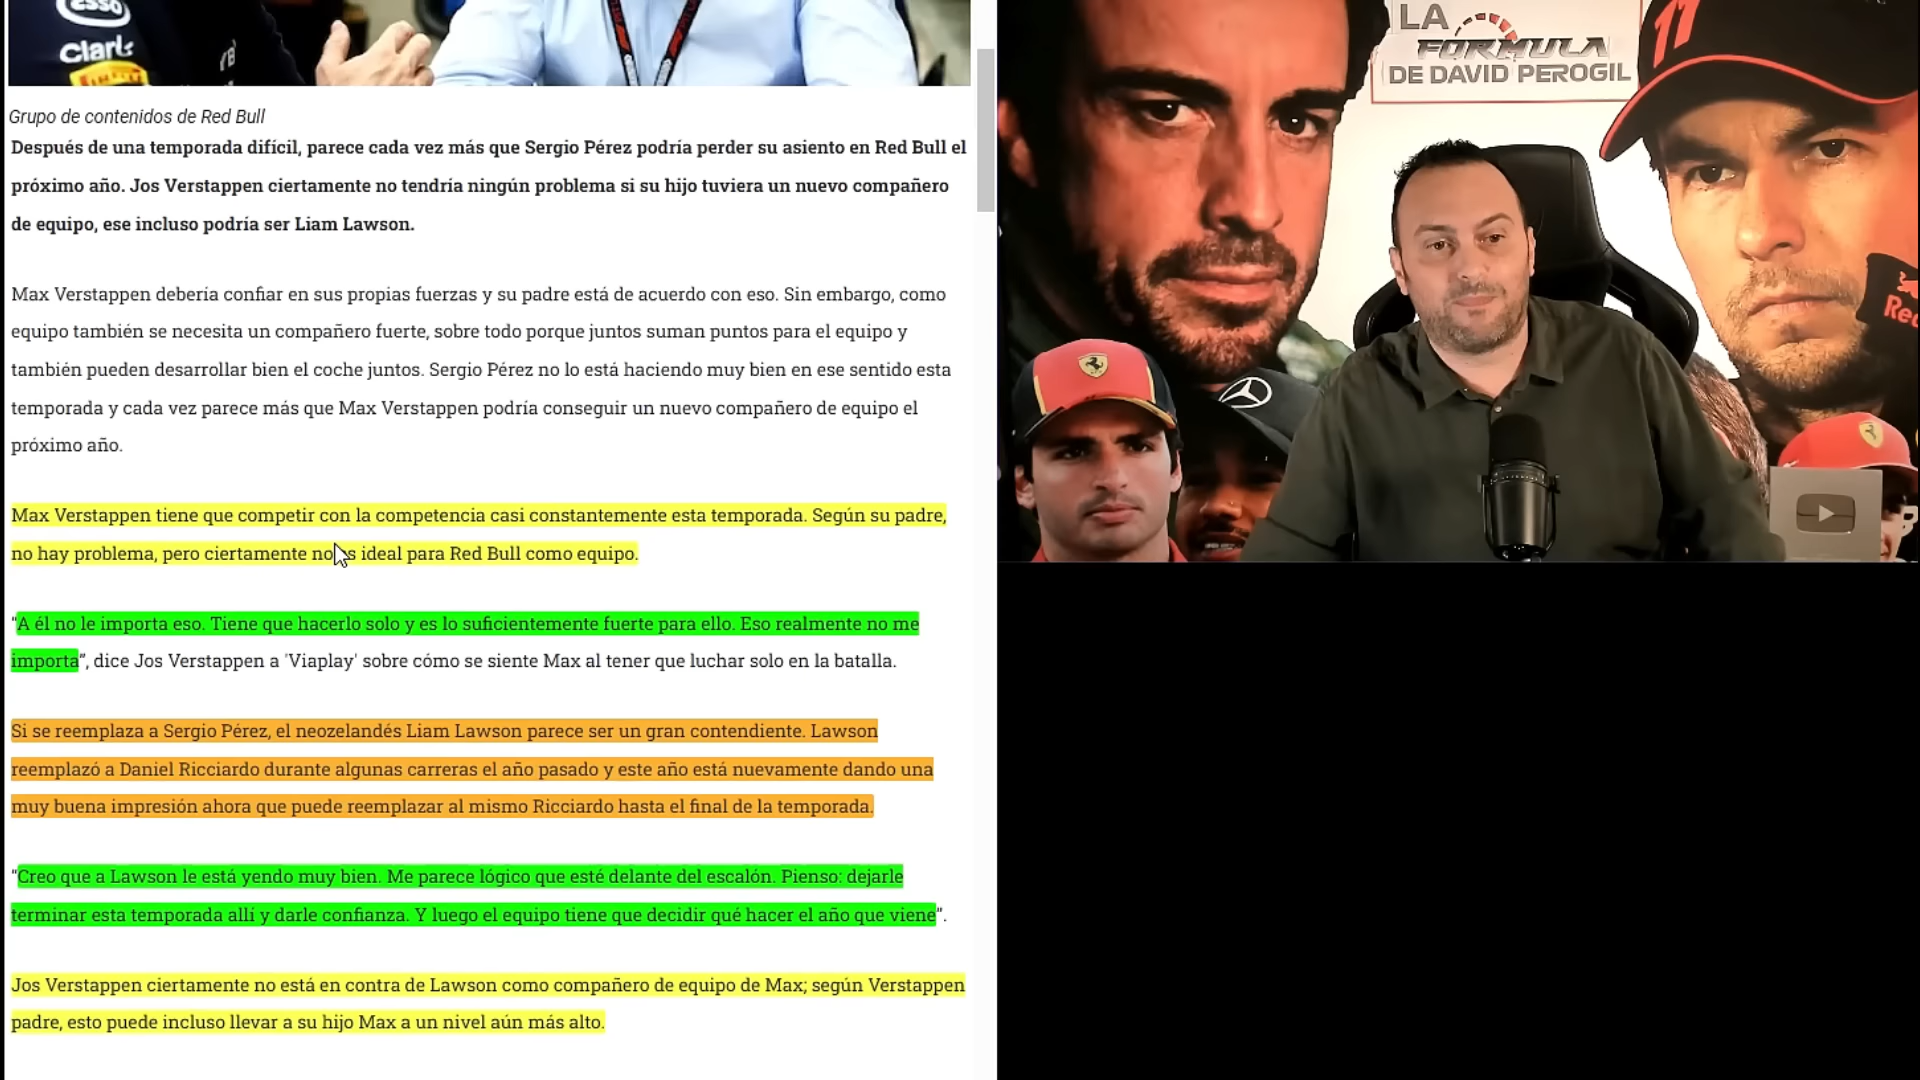 esso
Claro
PIRELLI
Grupo de contenidos de Red Bull
Después de una temporada difícil, parece cada vez más que Sergio Pérez podría perder su asiento en Red Bull el
próximo año. Jos Verstappen ciertamente no tendría ningún problema si su hijo tuviera un nuevo compañero
de equipo, ese incluso podría ser Liam Lawson.
Max Verstappen debería confiar en sus propias fuerzas y su padre está de acuerdo con eso. Sin embargo, como
equipo también se necesita un compañero fuerte, sobre todo porque juntos suman puntos para el equipo y
también pueden desarrollar bien el coche juntos. Sergio Pérez no lo está haciendo muy bien en ese sentido esta
temporada y cada vez parece más que Max Verstappen podría conseguir un nuevo compañero de equipo el
próximo año.
Max Verstappen tiene que competir con la competencia casi constantemente esta temporada. Según su padre,
no hay problema, pero ciertamente no es ideal para Red Bull como equipo.
"A él no le importa eso. Tiene que hacerlo solo y es lo suficientemente fuerte para ello. Eso realmente no me
importa", dice Jos Verstappen a 'Viaplay' sobre cómo se siente Max al tener que luchar solo en la batalla.
Si se reemplaza a Sergio Pérez, el neozelandés Liam Lawson parece ser un gran contendiente. Lawson
reemplazó a Daniel Ricciardo durante algunas carreras el año pasado y este año está nuevamente dando una
muy buena impresión ahora que puede reemplazar al mismo Ricciardo hasta el final de la temporada.
"Creo que a Lawson le está yendo muy bien. Me parece lógico que esté delante del escalón. Pienso: dejarle
terminar esta temporada allí y darle confianza. Y luego el equipo tiene que decidir qué hacer el año que viene".
Jos Verstappen ciertamente no está en contra de Lawson como compañero de equipo de Max; según Verstappen
padre, esto puede incluso llevar a su hijo Max a un nivel aún más alto.
LA
FORMULA
DE DAVID PEROGIL
11
Red